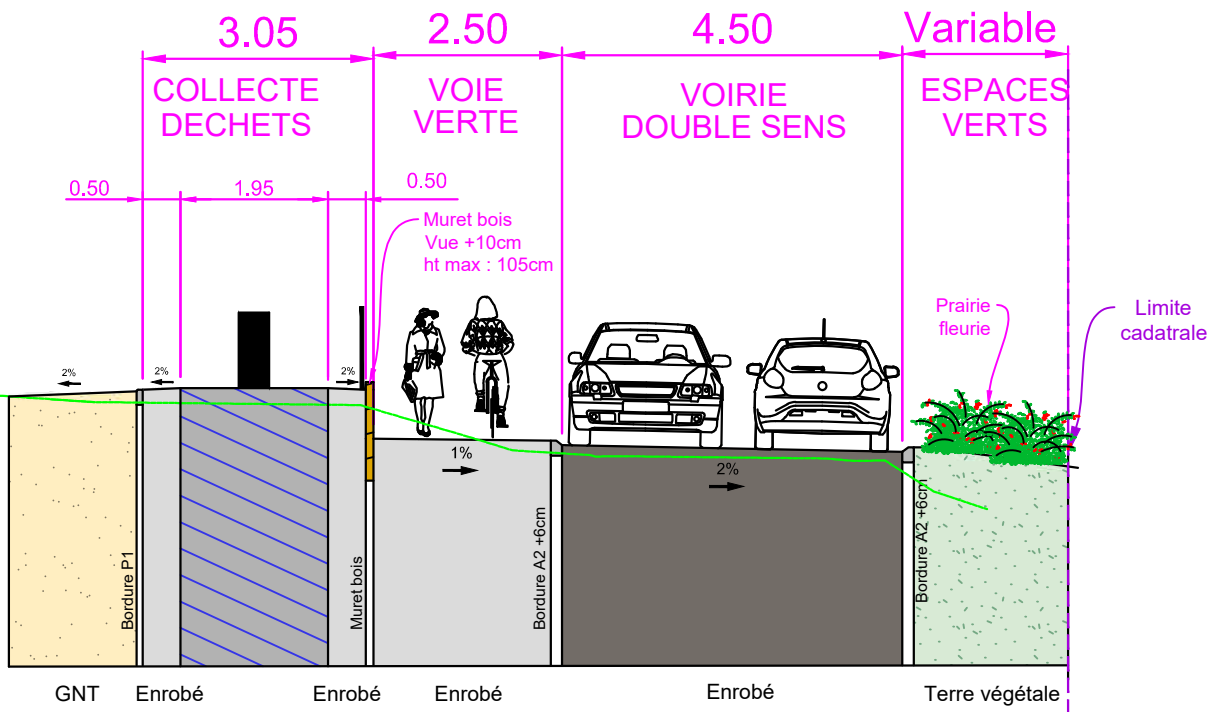 3.05
2.50
4.50
Variable
COLLECTE
DECHETS
VOIE
VERTE
VOIRIE
DOUBLE SENS
ESPACES
VERTS
0.50
1.95
0.50
Muret bois
Vue +10cm
ht max : 105cm
Prairie
fleurie
Limite
cadatrale
2%
2%
2%
1%
2%
Bordure P1
Muret bois
Bordure A2 +6cm
Bordure A2 +6cm
GNT
Enrobé
Enrobé
Enrobé
Enrobé
Terre végétale